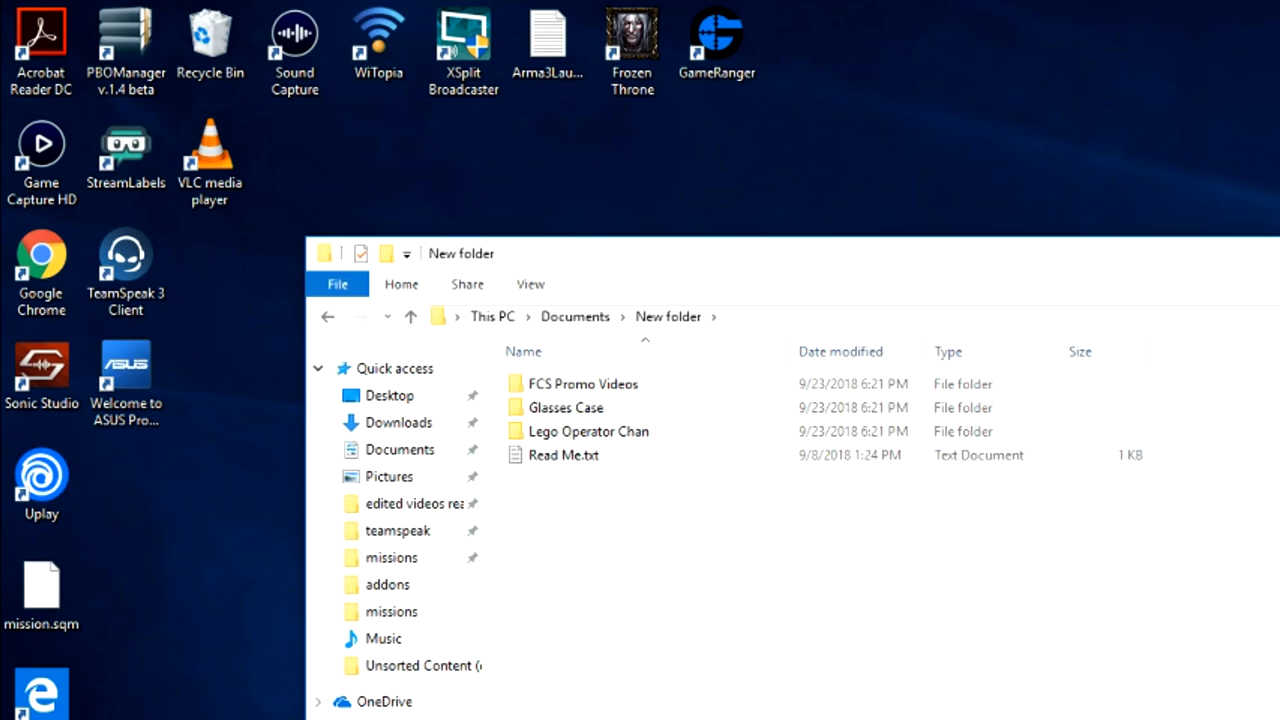 Acrobat
Reader DC
PBOManager
v.1.4 beta
Recycle Bin
Sound
Capture
WiTopia
XSplit
Broadcaster
Arma3Lau...
Frozen
Throne
GameRanger
Game
Capture HD
StreamLabels
VLC media
player
Google
Chrome
TeamSpeak 3
Client
Sonic Studio
ASUS
Welcome to
ASUS Pro...
Uplay
mission.sqm
New folder
File Home Share View
This PC > Documents > New folder >
Name Date modified Type Size
FCS Promo Videos 9/23/2018 6:21 PM File folder
Glasses Case 9/23/2018 6:21 PM File folder
Lego Operator Chan 9/23/2018 6:21 PM File folder
Read Me.txt 9/8/2018 1:24 PM Text Document 1 KB
Quick access
Desktop
Downloads
Documents
Pictures
edited videos rea
teamspeak
missions
addons
missions
Music
Unsorted Content (
OneDrive